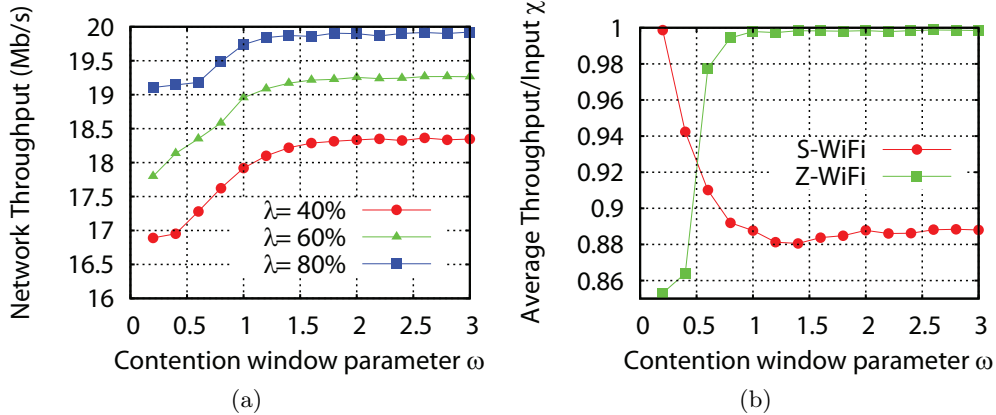 Network Throughput (Mb/s)
20
19.5
19
18.5
18
17.5
17
16.5
16
λ= 40%
λ= 60%
λ= 80%
0 0.5 1 1.5 2 2.5 3
Contention window parameter ω
(a)
Average Throughput/Input χ
1
0.98
0.96
0.94
0.92
0.9
0.88
0.86
S-WiFi
Z-WiFi
0 0.5 1 1.5 2 2.5 3
Contention window parameter ω
(b)